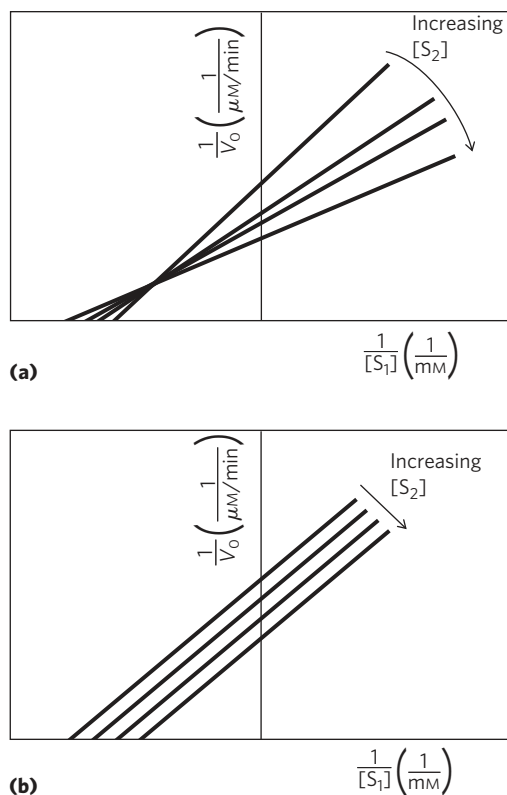 Increasing
[S₂]
1/V₀ (1/μM/min)
1/[S₁] (1/mM)
(a)
Increasing
[S₂]
1/V₀ (1/μM/min)
1/[S₁] (1/mM)
(b)